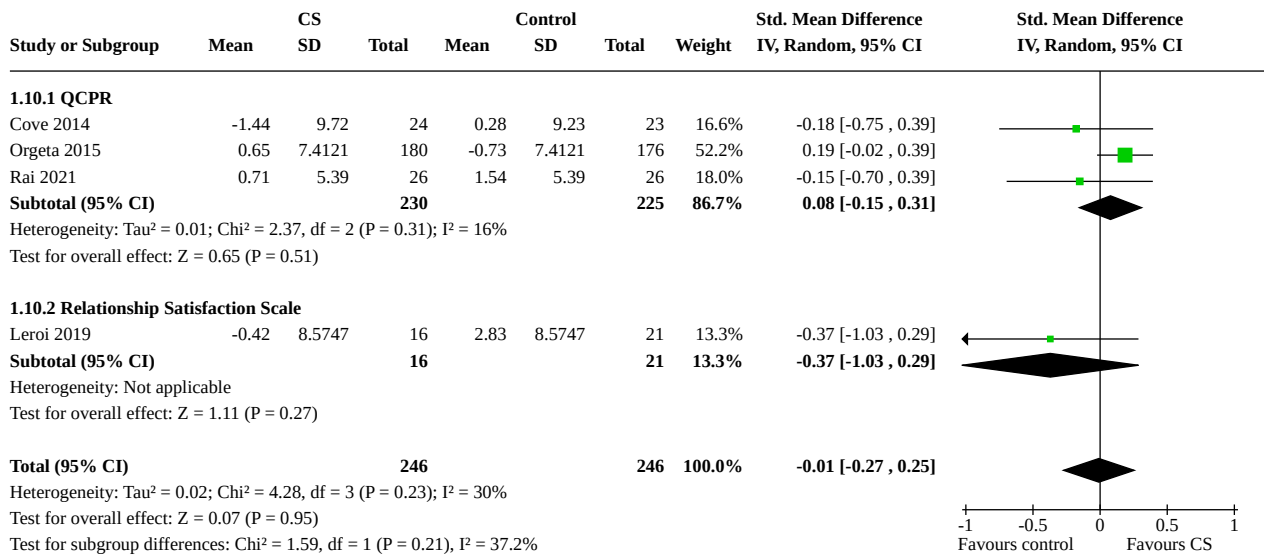 CS Control Std. Mean Difference Std. Mean Difference
Study or Subgroup Mean SD Total Mean SD Total Weight IV, Random, 95% CI IV, Random, 95% CI
1.10.1 QCPR
Cove 2014 -1.44 9.72 24 0.28 9.23 23 16.6% -0.18 [-0.75 , 0.39]
Orgeta 2015 0.65 7.4121 180 -0.73 7.4121 176 52.2% 0.19 [-0.02 , 0.39]
Rai 2021 0.71 5.39 26 1.54 5.39 26 18.0% -0.15 [-0.70 , 0.39]
Subtotal (95% CI) 230 225 86.7% 0.08 [-0.15 , 0.31]
Heterogeneity: Tau² = 0.01; Chi² = 2.37, df = 2 (P = 0.31); I² = 16%
Test for overall effect: Z = 0.65 (P = 0.51)
1.10.2 Relationship Satisfaction Scale
Leroi 2019 -0.42 8.5747 16 2.83 8.5747 21 13.3% -0.37 [-1.03 , 0.29]
Subtotal (95% CI) 16 21 13.3% -0.37 [-1.03 , 0.29]
Heterogeneity: Not applicable
Test for overall effect: Z = 1.11 (P = 0.27)
Total (95% CI) 246 246 100.0% -0.01 [-0.27 , 0.25]
Heterogeneity: Tau² = 0.02; Chi² = 4.28, df = 3 (P = 0.23); I² = 30%
Test for overall effect: Z = 0.07 (P = 0.95)
Test for subgroup differences: Chi² = 1.59, df = 1 (P = 0.21), I² = 37.2%
-1 -0.5 0 0.5 1
Favours control Favours CS